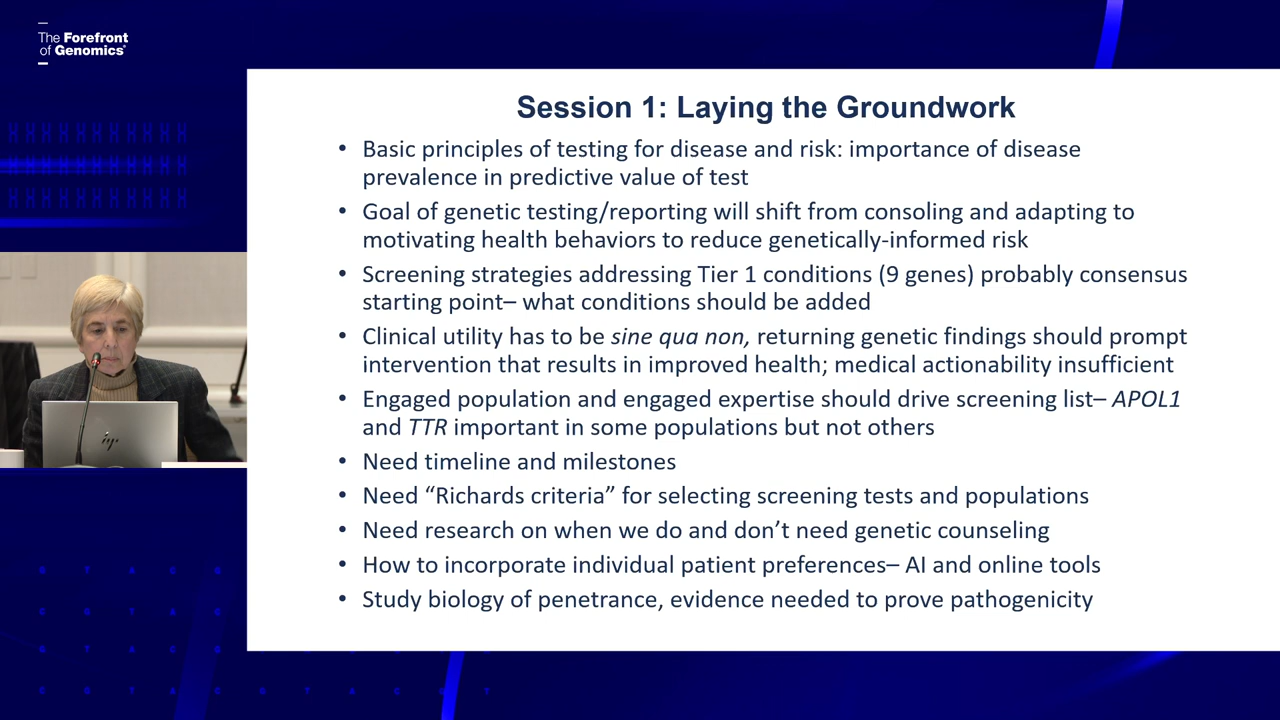 The Forefront
of Genomics®
Session 1: Laying the Groundwork
• Basic principles of testing for disease and risk: importance of disease
prevalence in predictive value of test
• Goal of genetic testing/reporting will shift from consoling and adapting to
motivating health behaviors to reduce genetically-informed risk
• Screening strategies addressing Tier 1 conditions (9 genes) probably consensus
starting point– what conditions should be added
• Clinical utility has to be sine qua non, returning genetic findings should prompt
intervention that results in improved health; medical actionability insufficient
• Engaged population and engaged expertise should drive screening list– APOL1
and TTR important in some populations but not others
• Need timeline and milestones
• Need “Richards criteria” for selecting screening tests and populations
• Need research on when we do and don’t need genetic counseling
• How to incorporate individual patient preferences– AI and online tools
• Study biology of penetrance, evidence needed to prove pathogenicity
hp